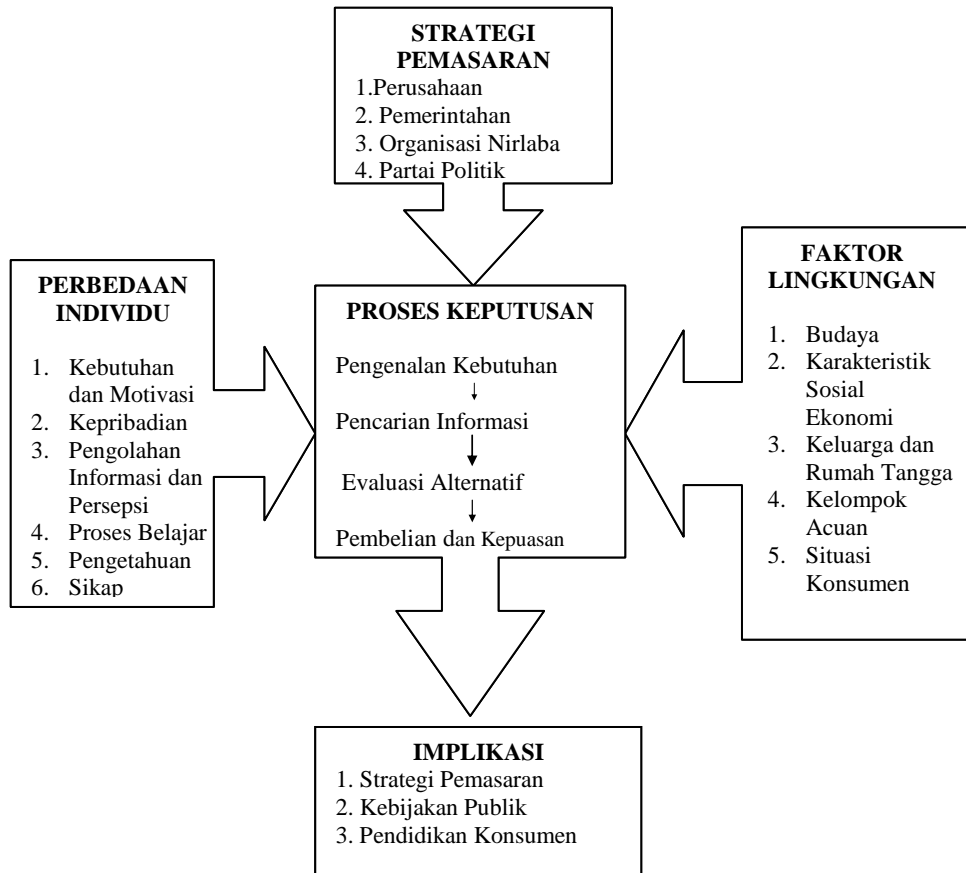 STRATEGI
PEMASARAN
1.Perusahaan
2. Pemerintahan
3. Organisasi Nirlaba
4. Partai Politik
PERBEDAAN
INDIVIDU
1. Kebutuhan
dan Motivasi
2. Kepribadian
3. Pengolahan
Informasi dan
Persepsi
4. Proses Belajar
5. Pengetahuan
6. Sikap
PROSES KEPUTUSAN
Pengenalan Kebutuhan
↓
Pencarian Informasi
↓
Evaluasi Alternatif
↓
Pembelian dan Kepuasan
FAKTOR
LINGKUNGAN
1. Budaya
2. Karakteristik
Sosial
Ekonomi
3. Keluarga dan
Rumah Tangga
4. Kelompok
Acuan
5. Situasi
Konsumen
IMPLIKASI
1. Strategi Pemasaran
2. Kebijakan Publik
3. Pendidikan Konsumen